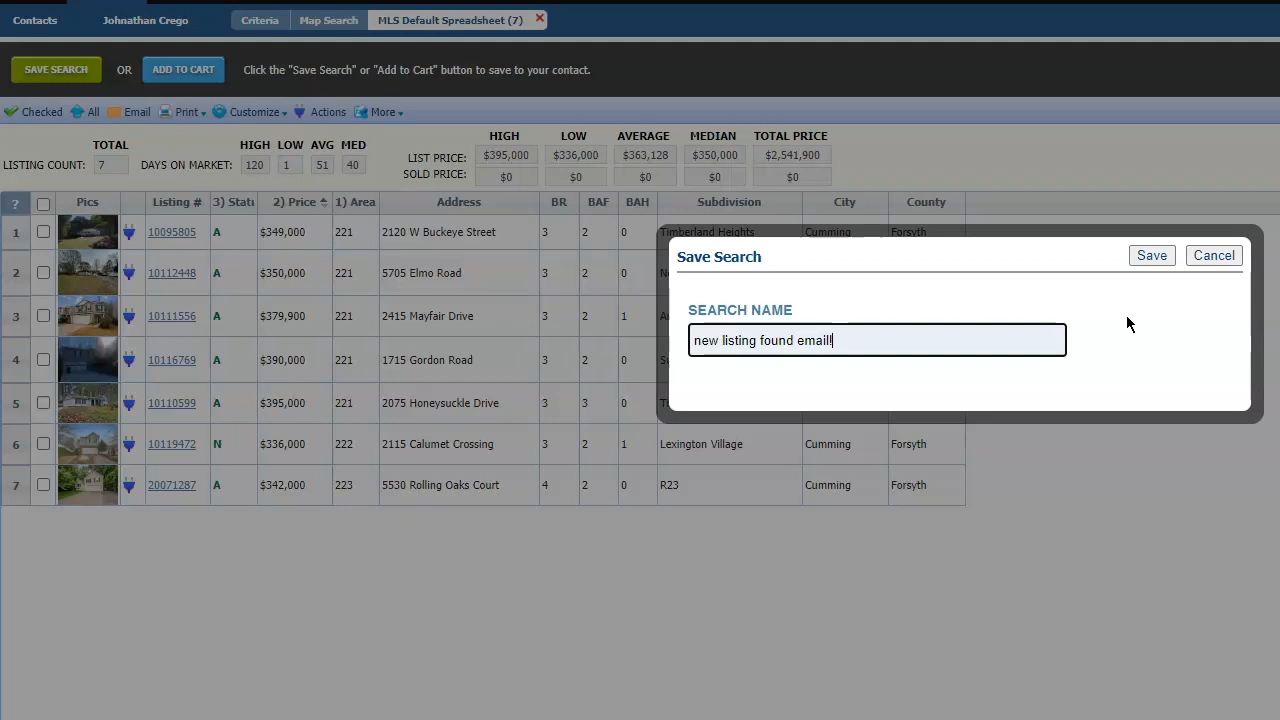 Contacts Johnathan Crego Criteria Map Search MLS Default Spreadsheet (7)
SAVE SEARCH OR ADD TO CART Click the "Save Search" or "Add to Cart" button to save to your contact.
Checked All Email Print Customize Actions More
TOTAL HIGH LOW AVG MED HIGH LOW AVERAGE MEDIAN TOTAL PRICE
LISTING COUNT: 7 DAYS ON MARKET: 120 1 51 40 LIST PRICE: $395,000 $336,000 $363,128 $350,000 $2,541,900
SOLD PRICE: $0 $0 $0 $0 $0
? Pics Listing # 3) Stat 2) Price 1) Area Address BR BAF BAH Subdivision City County
1 10095805 A $349,000 221 2120 W Buckeye Street 3 2 0 Timberland Heights Cumming Forsyth
2 10112448 A $350,000 221 5705 Elmo Road 3 2 0
3 10111556 A $379,900 221 2415 Mayfair Drive 3 2 1
4 10116769 A $390,000 221 1715 Gordon Road 3 2 0
5 10110599 A $395,000 221 2075 Honeysuckle Drive 3 3 0
6 10119472 N $336,000 222 2115 Calumet Crossing 3 2 1 Lexington Village Cumming Forsyth
7 20071287 A $342,000 223 5530 Rolling Oaks Court 4 2 0 R23 Cumming Forsyth
Save Search Save Cancel
SEARCH NAME
new listing found email!